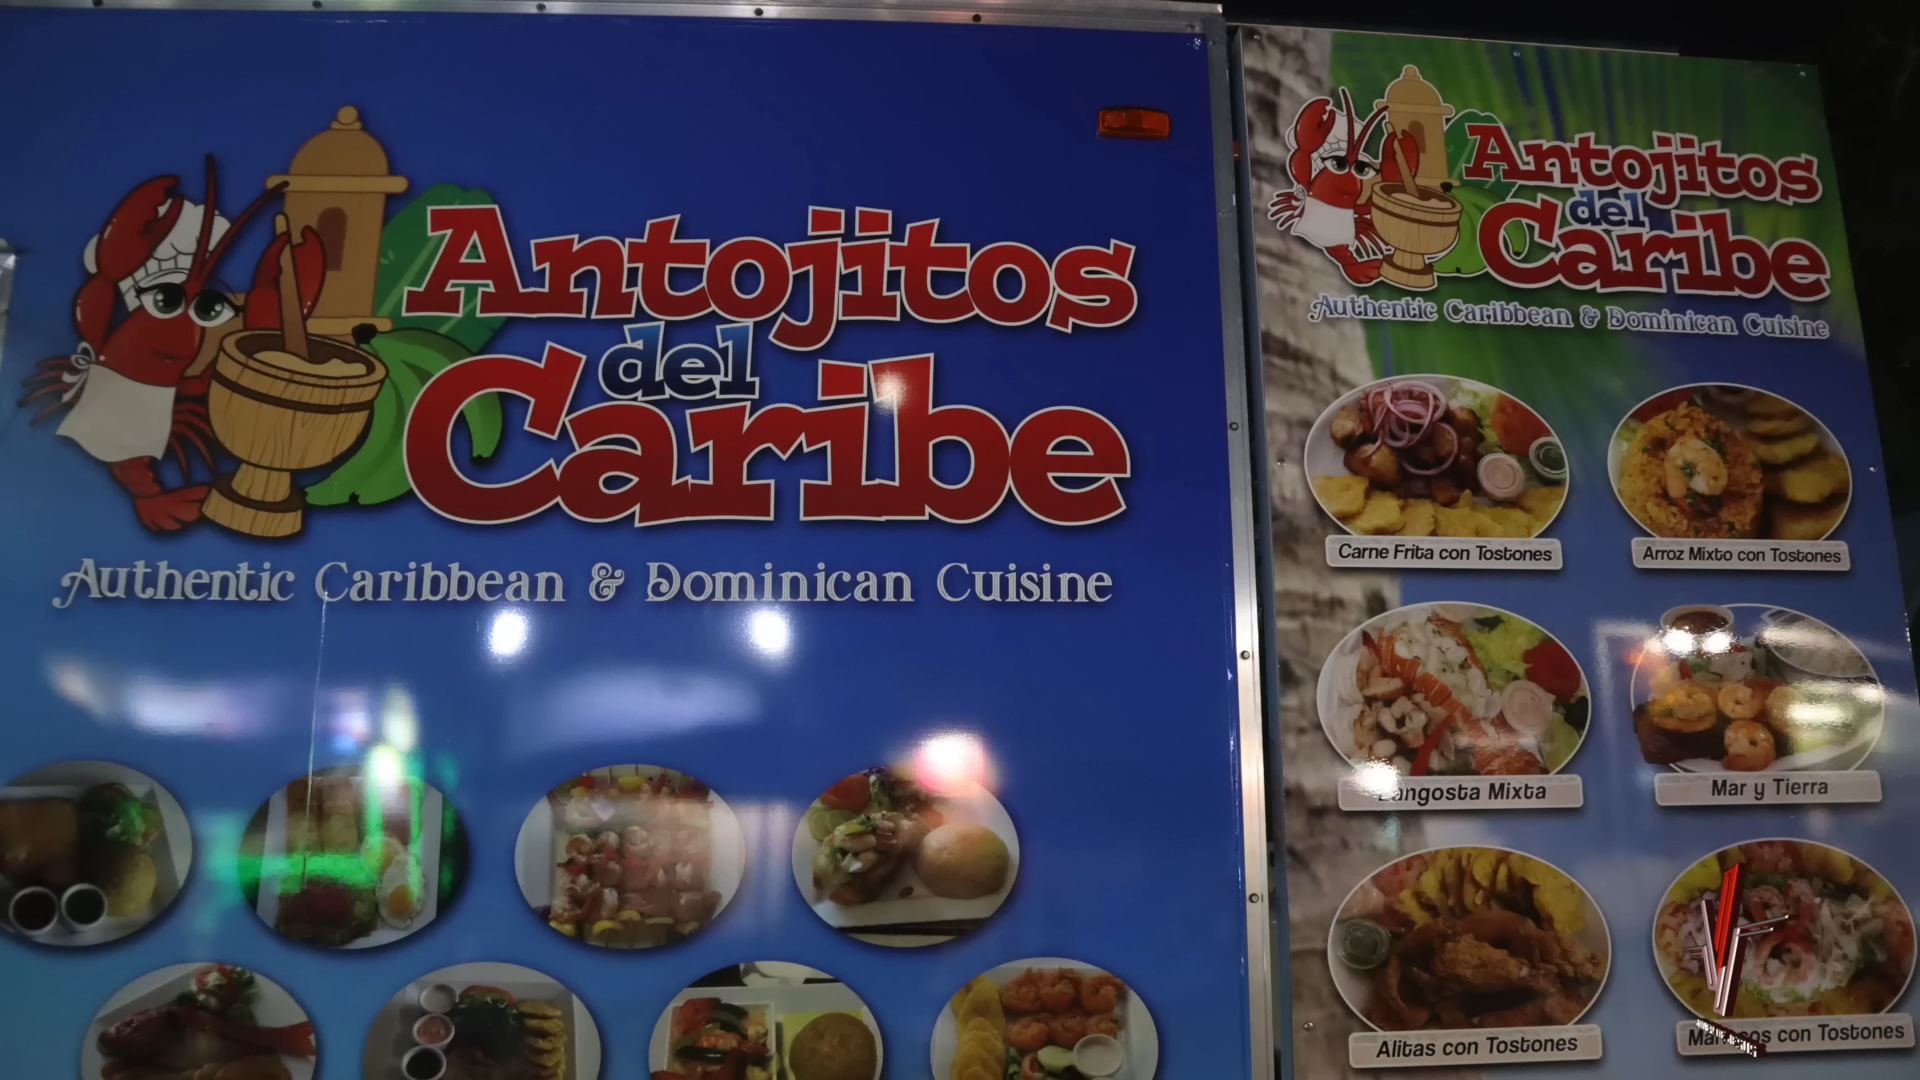 Antojitos
del
Caribe
Authentic Caribbean & Dominican Cuisine
Antojitos
del
Caribe
Authentic Caribbean & Dominican Cuisine
Carne Frita con Tostones
Arroz Mixto con Tostones
Langosta Mixta
Mar y Tierra
Alitas con Tostones
con Tostones